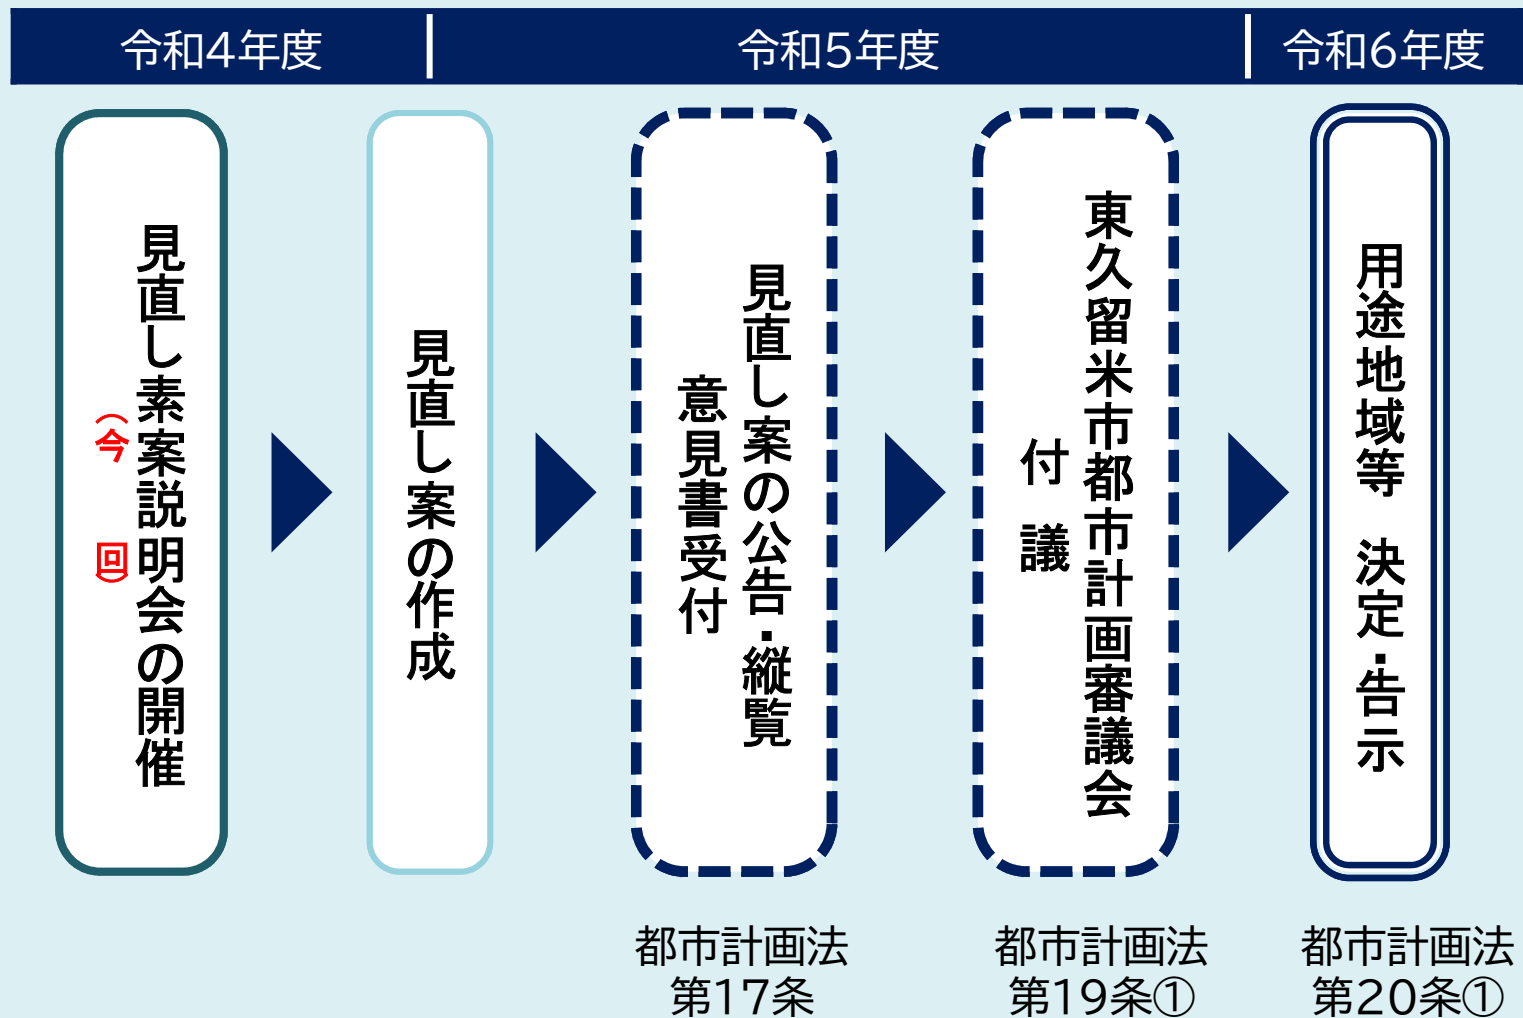 令和4年度
令和5年度
令和6年度
見直し素案説明会の開催
（今回）
見直し案の作成
見直し案の公告・縦覧
意見書受付
東久留米市都市計画審議会
付議
用途地域等 決定・告示
都市計画法
第17条
都市計画法
第19条①
都市計画法
第20条①